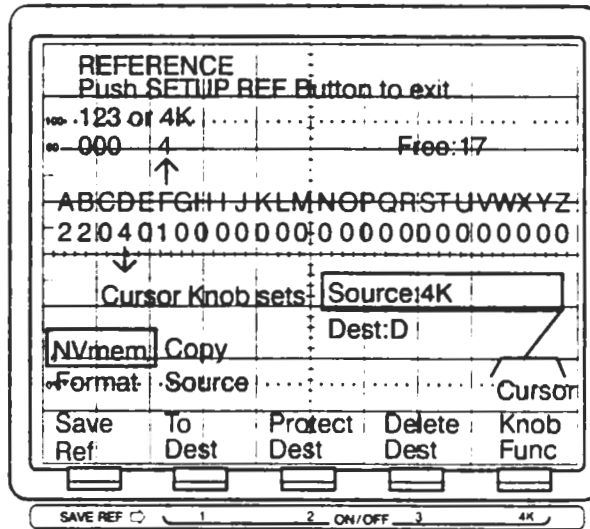 REFERENCE
Push SETUP REF Button to exit
100 123 or 4K
90 000 4 Free:17
ABCDEFGHIJKLMNOPQRSTUVWXYZ
22040100000000000000000000
Cursor Knob sets Source:4K
Dest:D
NVmem Copy
Format Source Cursor
Save To Protect Delete Knob
Ref Dest Dest Dest Func
SAVE REF 1 2 ON/OFF 3 4K